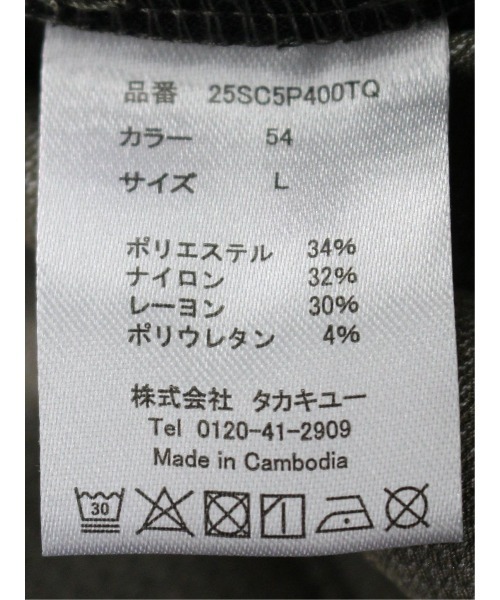 品番 25SC5P400TQ
カラー 54
サイズ L
ポリエステル 34%
ナイロン 32%
レーヨン 30%
ポリウレタン 4%
株式会社 タカキユー
Tel 0120-41-2909
Made in Cambodia
30